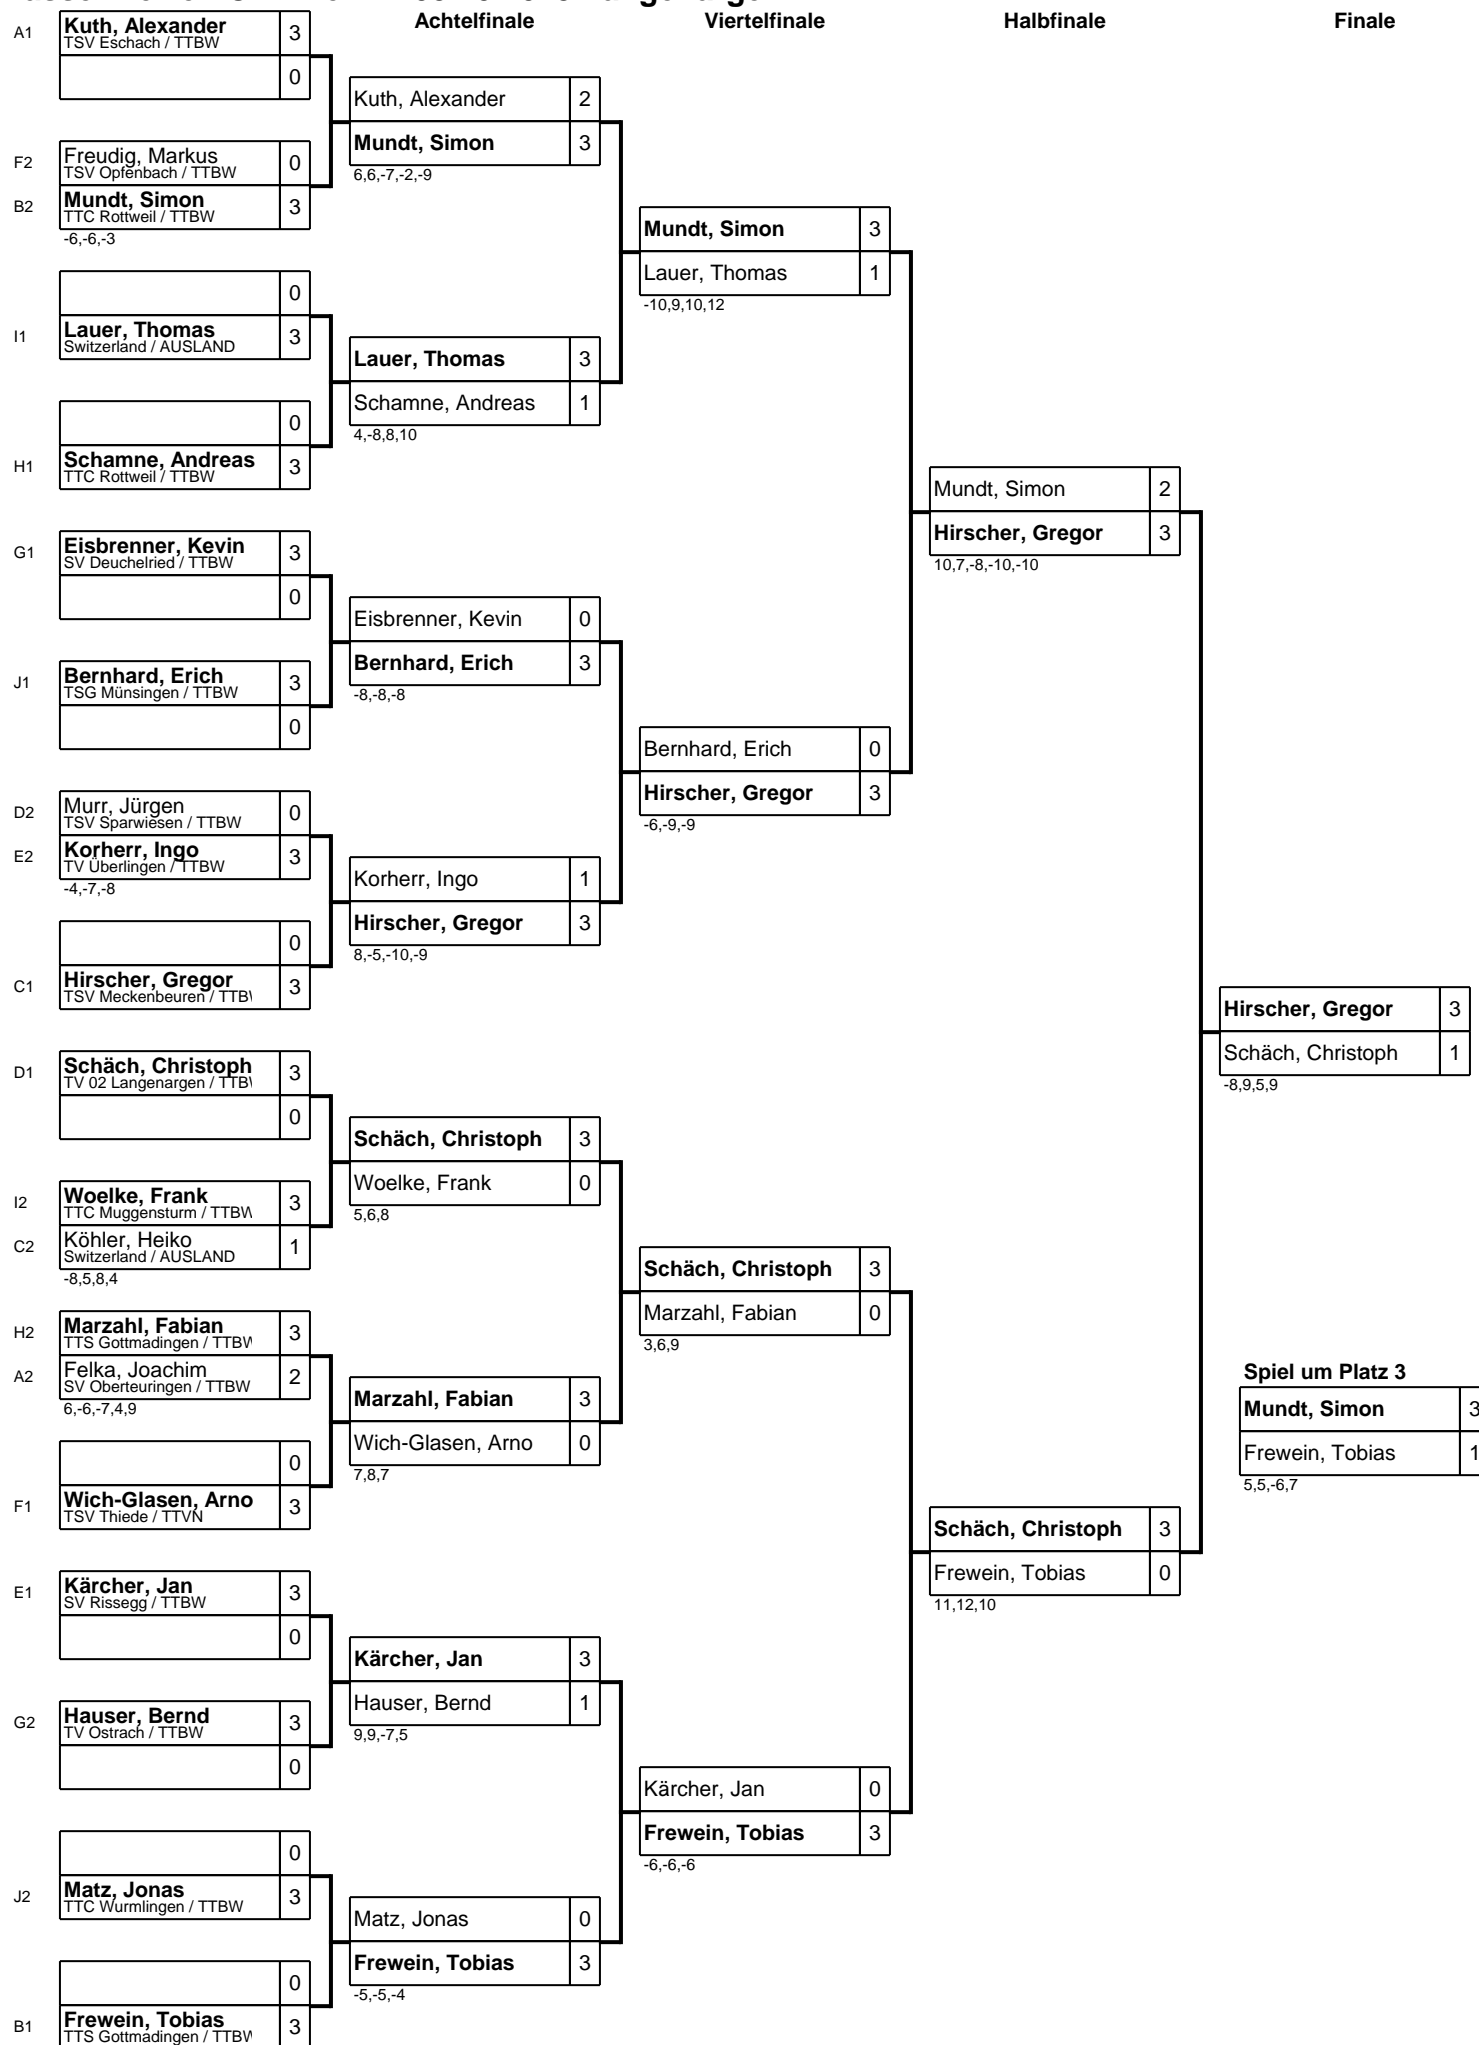 Achtelfinale
Viertelfinale
Halbfinale
Finale
A1
Kuth, Alexander
TSV Eschach / TTBW
3
0
F2
Freudig, Markus
TSV Opfenbach / TTBW
0
B2
Mundt, Simon
TTC Rottweil / TTBW
3
-6,-6,-3
0
I1
Lauer, Thomas
Switzerland / AUSLAND
3
0
H1
Schamne, Andreas
TTC Rottweil / TTBW
3
G1
Eisbrenner, Kevin
SV Deuchelried / TTBW
3
0
J1
Bernhard, Erich
TSG Münsingen / TTBW
3
0
D2
Murr, Jürgen
TSV Sparwiesen / TTBW
0
E2
Korherr, Ingo
TV Überlingen / TTBW
3
-4,-7,-8
0
C1
Hirscher, Gregor
TSV Meckenbeuren /
3
D1
Schäch, Christoph
TV 02 Langenargen /
3
0
I2
Woelke, Frank
TTC Muggensturm /
3
C2
Köhler, Heiko
Switzerland / AUSLAND
1
-8,5,8,4
H2
Marzahl, Fabian
TTS Gottmadingen /
3
A2
Felka, Joachim
SV Oberteuringen / TTBW
2
6,-6,-7,4,9
0
F1
Wich-Glasen, Arno
TSV Thiede / TTVN
3
E1
Kärcher, Jan
SV Rissegg / TTBW
3
0
G2
Hauser, Bernd
TV Ostrach / TTBW
3
0
0
J2
Matz, Jonas
TTC Wurmlingen / TTBW
3
0
B1
Frewein, Tobias
TTS Gottmadingen /
3
Kuth, Alexander 2
Mundt, Simon 3
6,6,-7,-2,-9
Lauer, Thomas 3
Schamne, Andreas 1
4,-8,8,10
Eisbrenner, Kevin 0
Bernhard, Erich 3
-8,-8,-8
Korherr, Ingo 1
Hirscher, Gregor 3
8,-5,-10,-9
Schäch, Christoph 3
Woelke, Frank 0
5,6,8
Marzahl, Fabian 3
Wich-Glasen, Arno 0
7,8,7
Kärcher, Jan 3
Hauser, Bernd 1
9,9,-7,5
Matz, Jonas 0
Frewein, Tobias 3
-5,-5,-4
Mundt, Simon 3
Lauer, Thomas 1
-10,9,10,12
Bernhard, Erich 0
Hirscher, Gregor 3
-6,-9,-9
Schäch, Christoph 3
Marzahl, Fabian 0
3,6,9
Kärcher, Jan 0
Frewein, Tobias 3
-6,-6,-6
Mundt, Simon 2
Hirscher, Gregor 3
10,7,-8,-10,-10
Schäch, Christoph 3
Frewein, Tobias 0
11,12,10
Hirscher, Gregor 3
Schäch, Christoph 1
-8,9,5,9
Spiel um Platz 3
Mundt, Simon 3
Frewein, Tobias 1
5,5,-6,7